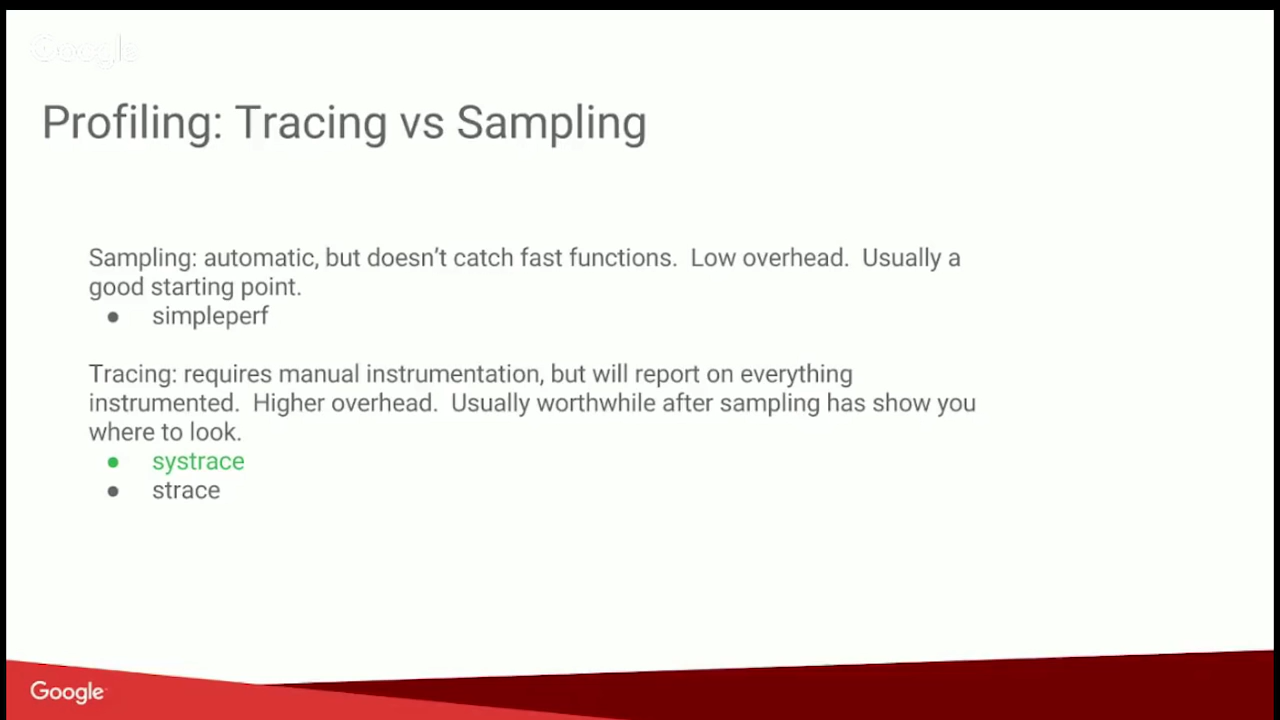 Google
Profiling: Tracing vs Sampling
Sampling: automatic, but doesn't catch fast functions. Low overhead. Usually a
good starting point.
● simpleperf
Tracing: requires manual instrumentation, but will report on everything
instrumented. Higher overhead. Usually worthwhile after sampling has show you
where to look.
● systrace
● strace
Google